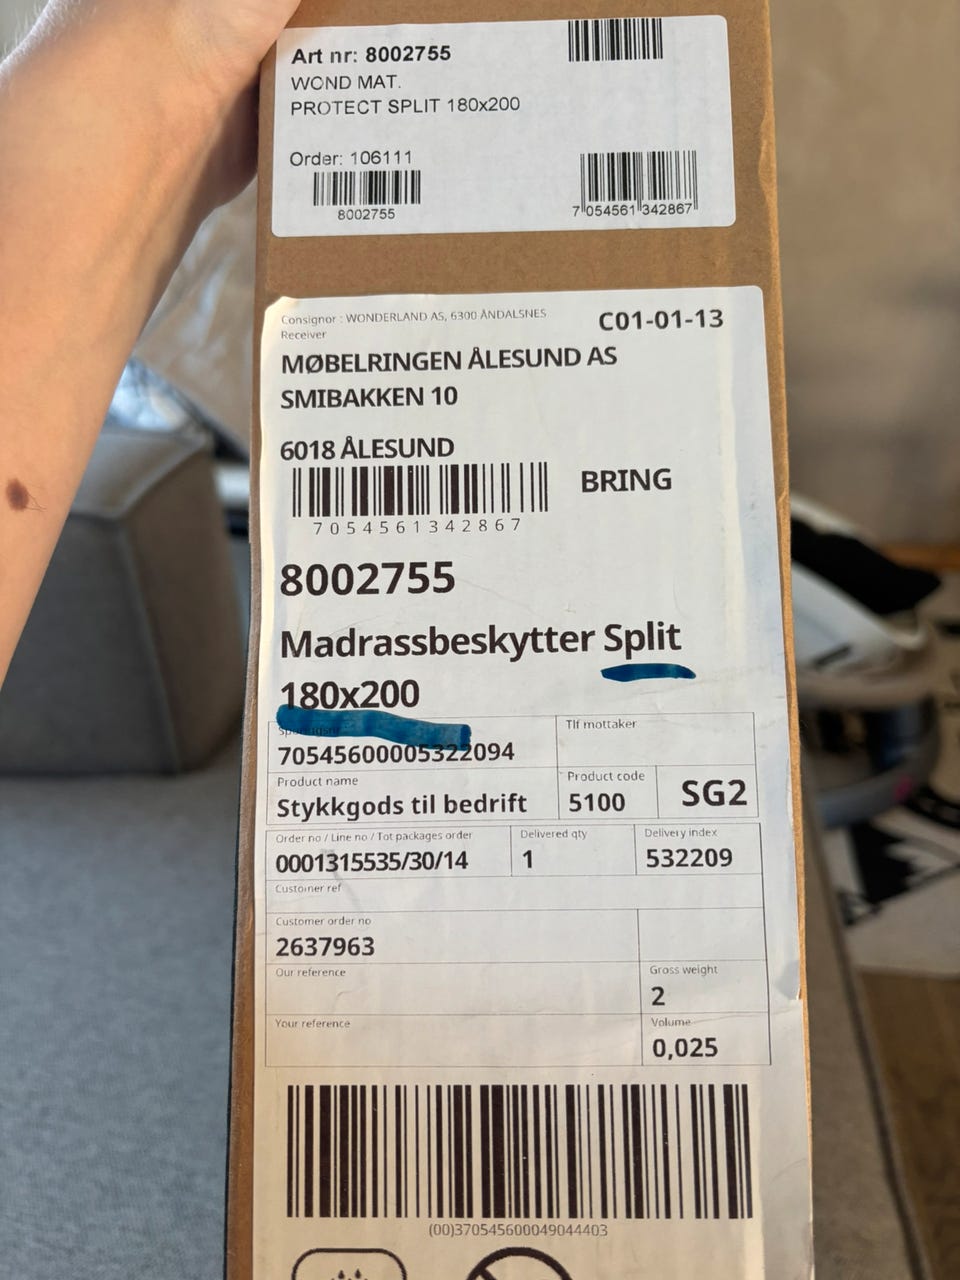 Art nr: 8002755
WOND MAT.
PROTECT SPLIT 180x200
Order: 106111
8002755
7 054561 342867
Consignor : WONDERLAND AS, 6300 ÅNDALSNES
C01-01-13
Receiver
MØBELRINGEN ÅLESUND AS
SMIBAKKEN 10
6018 ÅLESUND
BRING
7054561342867
8002755
Madrassbeskytter Split
180x200
Tlf mottaker
70545600005322094
Product name
Product code
Stykkgods til bedrift
5100
SG2
Order no / Line no / Tot packages order
Delivered qty
Delivery index
0001315535/30/14
1
532209
Customer ref
Customer order no
2637963
Our reference
Gross weight
2
Your reference
Volume
0,025
(00)370545600049044403